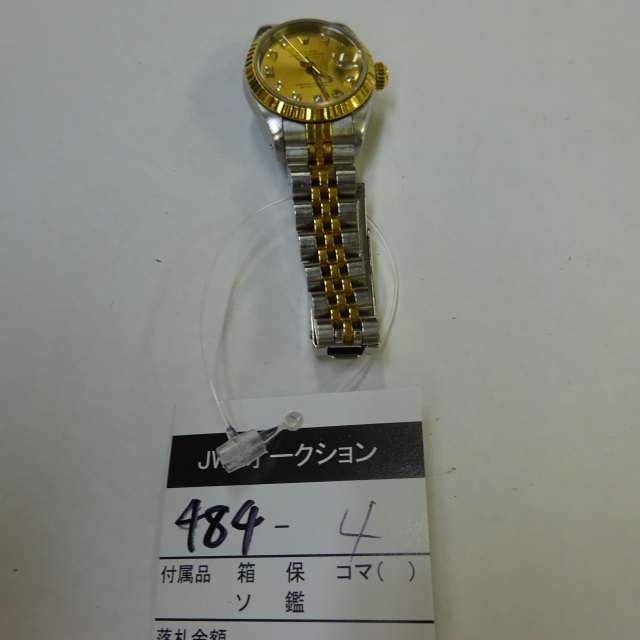 オークション
484-4
付属品 箱 保 コマ( )
ソ 鑑
落札金額